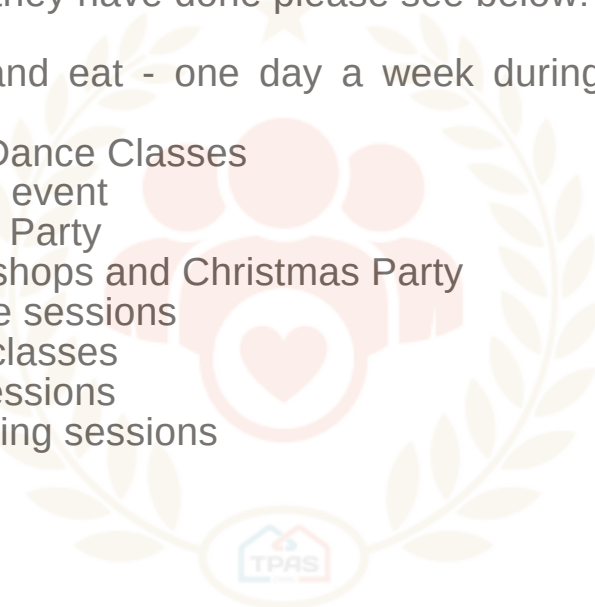 they have done please see below.
and eat - one day a week during
Dance Classes
event
Party
shops and Christmas Party
e sessions
classes
essions
ing sessions
TPAS